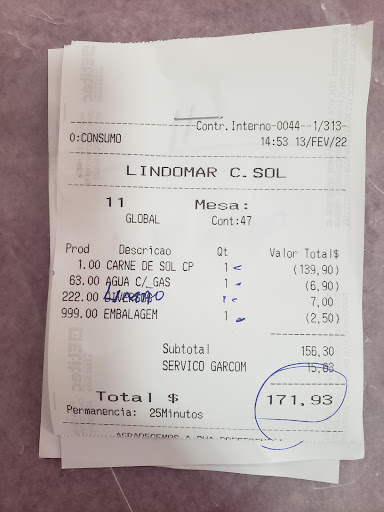 Contr.Interno-0044--1/313-
0:CONSUMO 14:53 13/FEV/22
LINDOMAR C.SOL
11 Mesa:
GLOBAL Cont:47
Prod Descricao Qt Valor Total$
1.00 CARNE DE SOL CP 1 (139,90)
63.00 AGUA C/_GAS 1 (6,90)
222.00 DIVERSOS 1 7,00
999.00 EMBALAGEM 1 (2,50)
Subtotal 156,30
SERVICO GARCOM 15,63
Total $ 171,93
Permanencia: 25Minutos